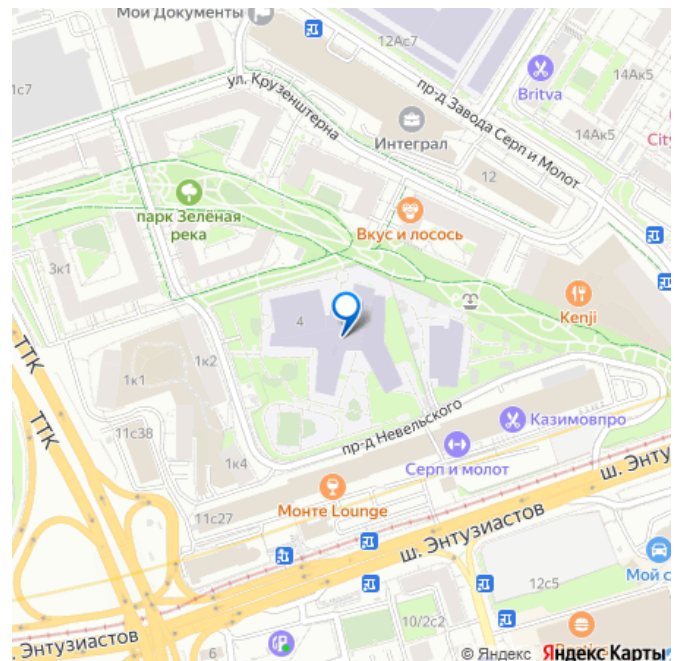 Мои Документы
12Ас7
14Ак5
1с7
Britva
ул. Крузенштерна
пр-д Завода Серп и Молот
14Ак5
City
Интеграл
12
парк Зелёная
река
Вкус и лосось
3к1
Kenji
4
ТТК
1к2
1к1
ТТК
11с38
пр-д Невельского
Казимовпро
1к4
Серп и молот
ш. Энту
11с27
Монте Lounge
ш. Энтузиастов
Мой с
12с5
10/2с2
6
. Энтузиастов
© Яндекс Яндекс Карты